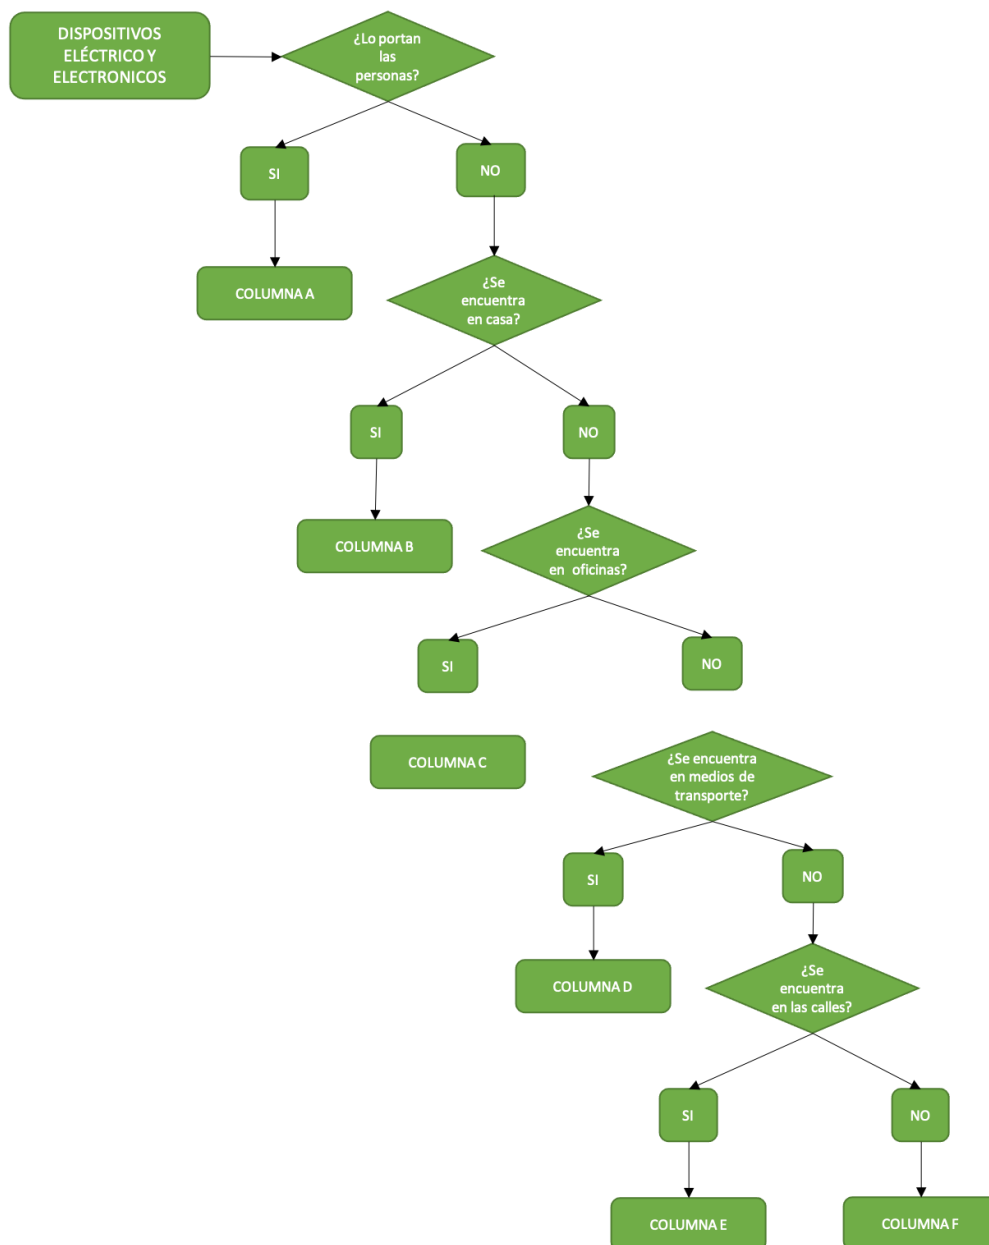 DISPOSITIVOS
ELÉCTRICO Y
ELECTRONICOS
¿Lo portan
las
personas?
SI
NO
COLUMNA A
¿Se
encuentra
en casa?
SI
NO
COLUMNA B
¿Se
encuentra
en oficinas?
SI
NO
COLUMNA C
¿Se encuentra
en medios de
transporte?
SI
NO
COLUMNA D
¿Se
encuentra
en las calles?
SI
NO
COLUMNA E
COLUMNA F